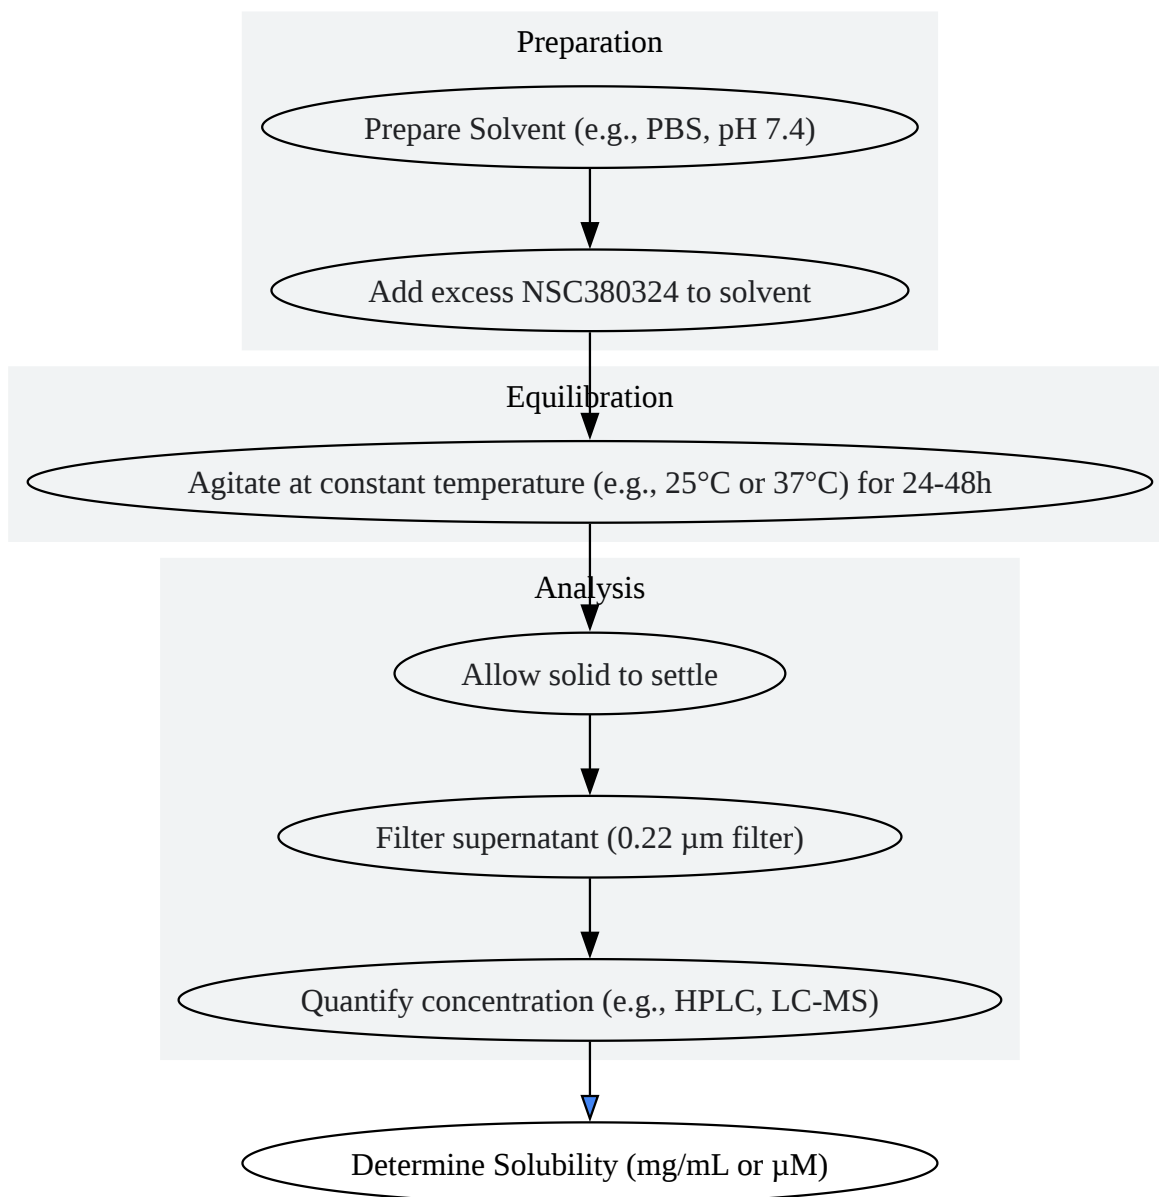 Preparation
Prepare Solvent (e.g., PBS, pH 7.4)
Add excess NSC380324 to solvent
Equilibration
Agitate at constant temperature (e.g., 25°C or 37°C) for 24-48h
Analysis
Allow solid to settle
Filter supernatant (0.22 µm filter)
Quantify concentration (e.g., HPLC, LC-MS)
Determine Solubility (mg/mL or µM)